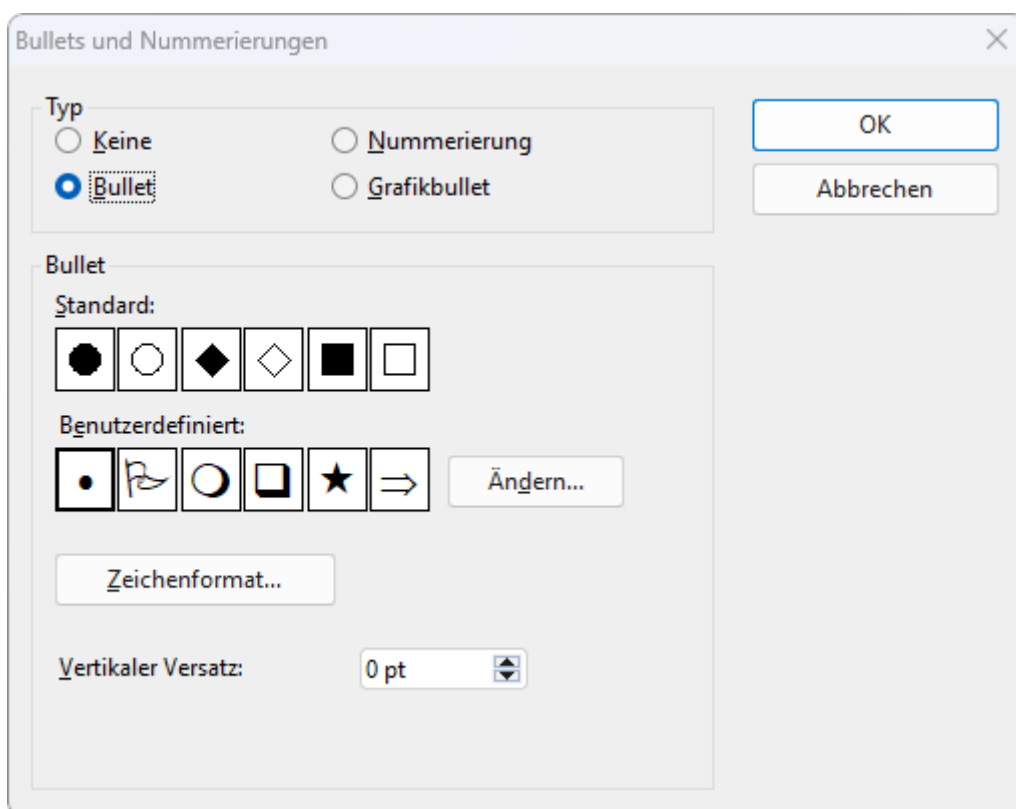 Bullets und Nummerierungen
Typ
Keine
Nummerierung
Bullet
Grafikbullet
OK
Abbrechen
Bullet
Standard:
Benutzerdefiniert:
Ändern...
Zeichenformat...
Vertikaler Versatz:
0 pt